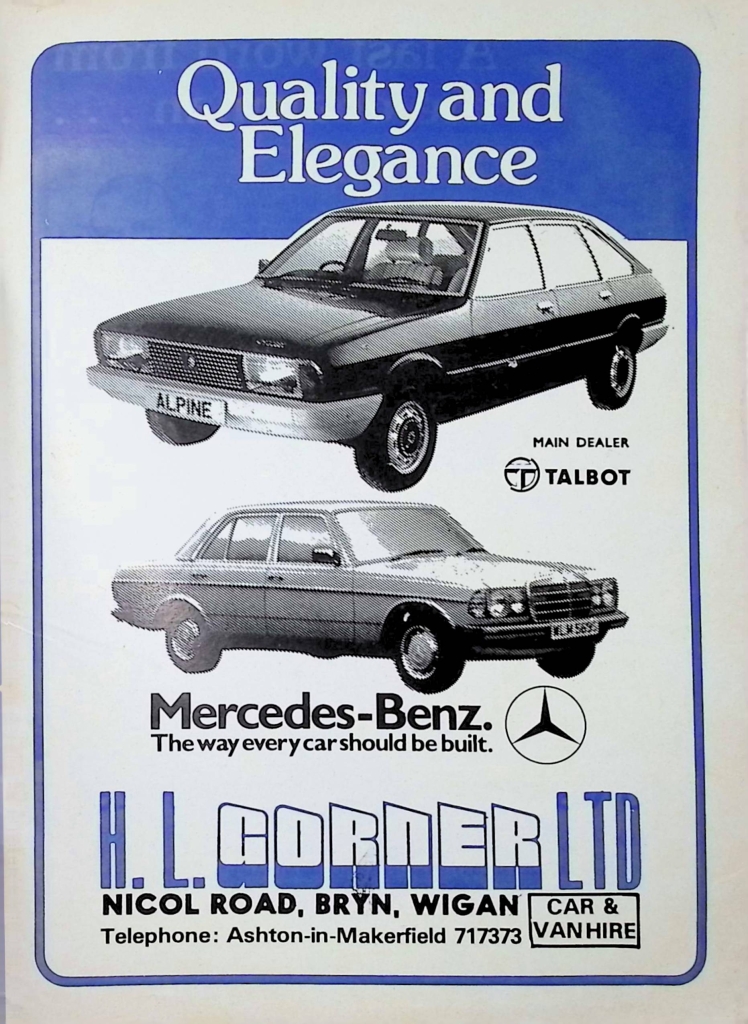 Quality and
Elegance
ALPINE
MAIN DEALER
TALBOT
Mercedes-Benz.
The way every car should be built.
H. L. CORNER LTD
NICOL ROAD, BRYN, WIGAN
Telephone: Ashton-in-Makerfield 717373
CAR &
VAN HIRE